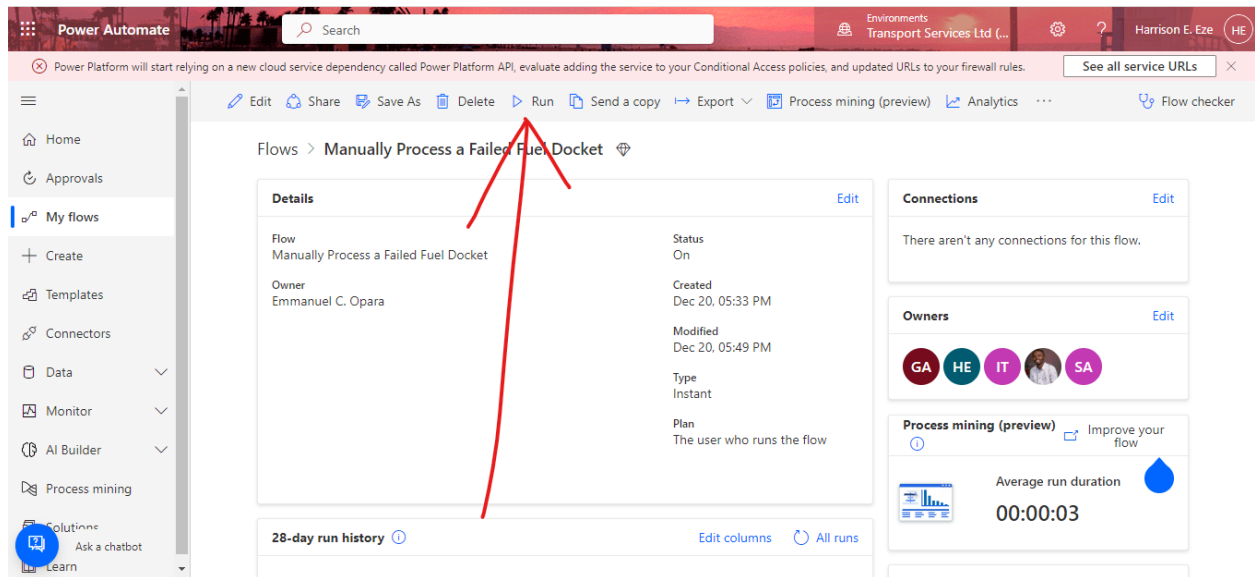 Power Automate
Search
Environments
Transport Services Ltd (...
?
Harrison E. Eze
HE
Power Platform will start relying on a new cloud service dependency called Power Platform API, evaluate adding the service to your Conditional Access policies, and updated URLs to your firewall rules.
See all service URLs
Edit
Share
Save As
Delete
Run
Send a copy
Export
Process mining (preview)
Analytics
...
Flow checker
Home
Approvals
My flows
Create
Templates
Connectors
Data
Monitor
AI Builder
Process mining
Solutions
Ask a chatbot
Learn
Flows > Manually Process a Failed Fuel Docket
Details
Edit
Flow
Manually Process a Failed Fuel Docket
Owner
Emmanuel C. Opara
Status
On
Created
Dec 20, 05:33 PM
Modified
Dec 20, 05:49 PM
Type
Instant
Plan
The user who runs the flow
28-day run history
Edit columns
All runs
Connections
Edit
There aren't any connections for this flow.
Owners
Edit
GA
HE
IT
SA
Process mining (preview)
Improve your
flow
Average run duration
00:00:03